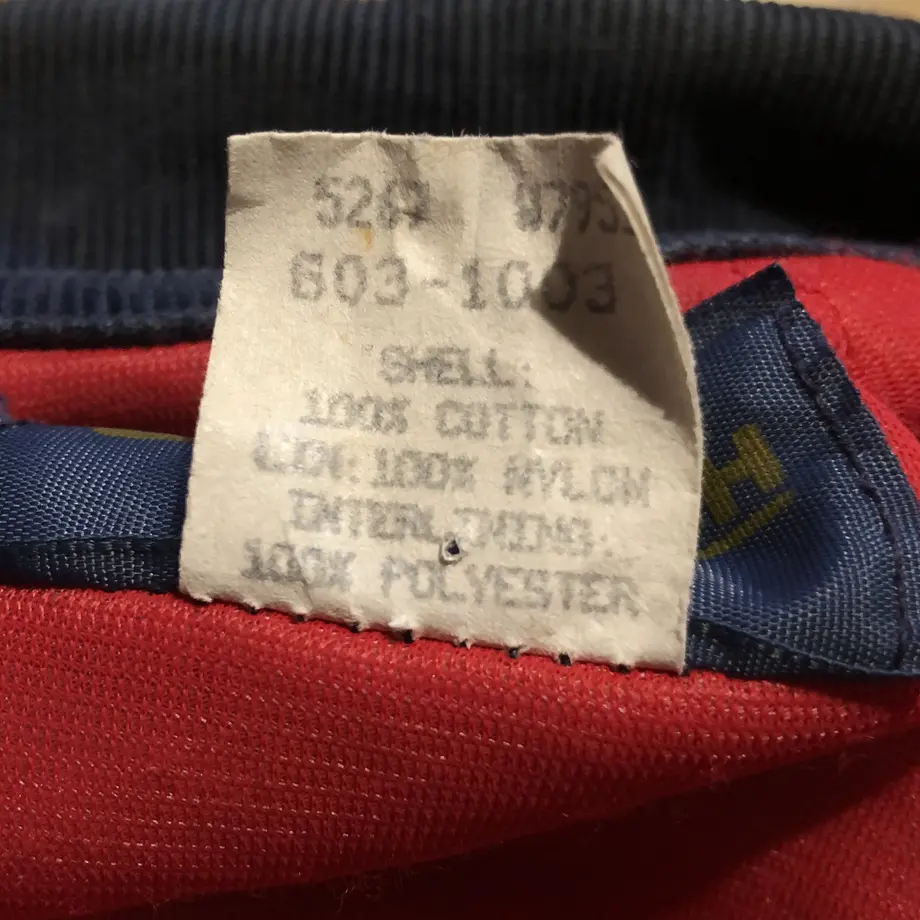 603-1003
SHELL:
100% COTTON
100% NYLON
INTERLINING:
100% POLYESTER
H